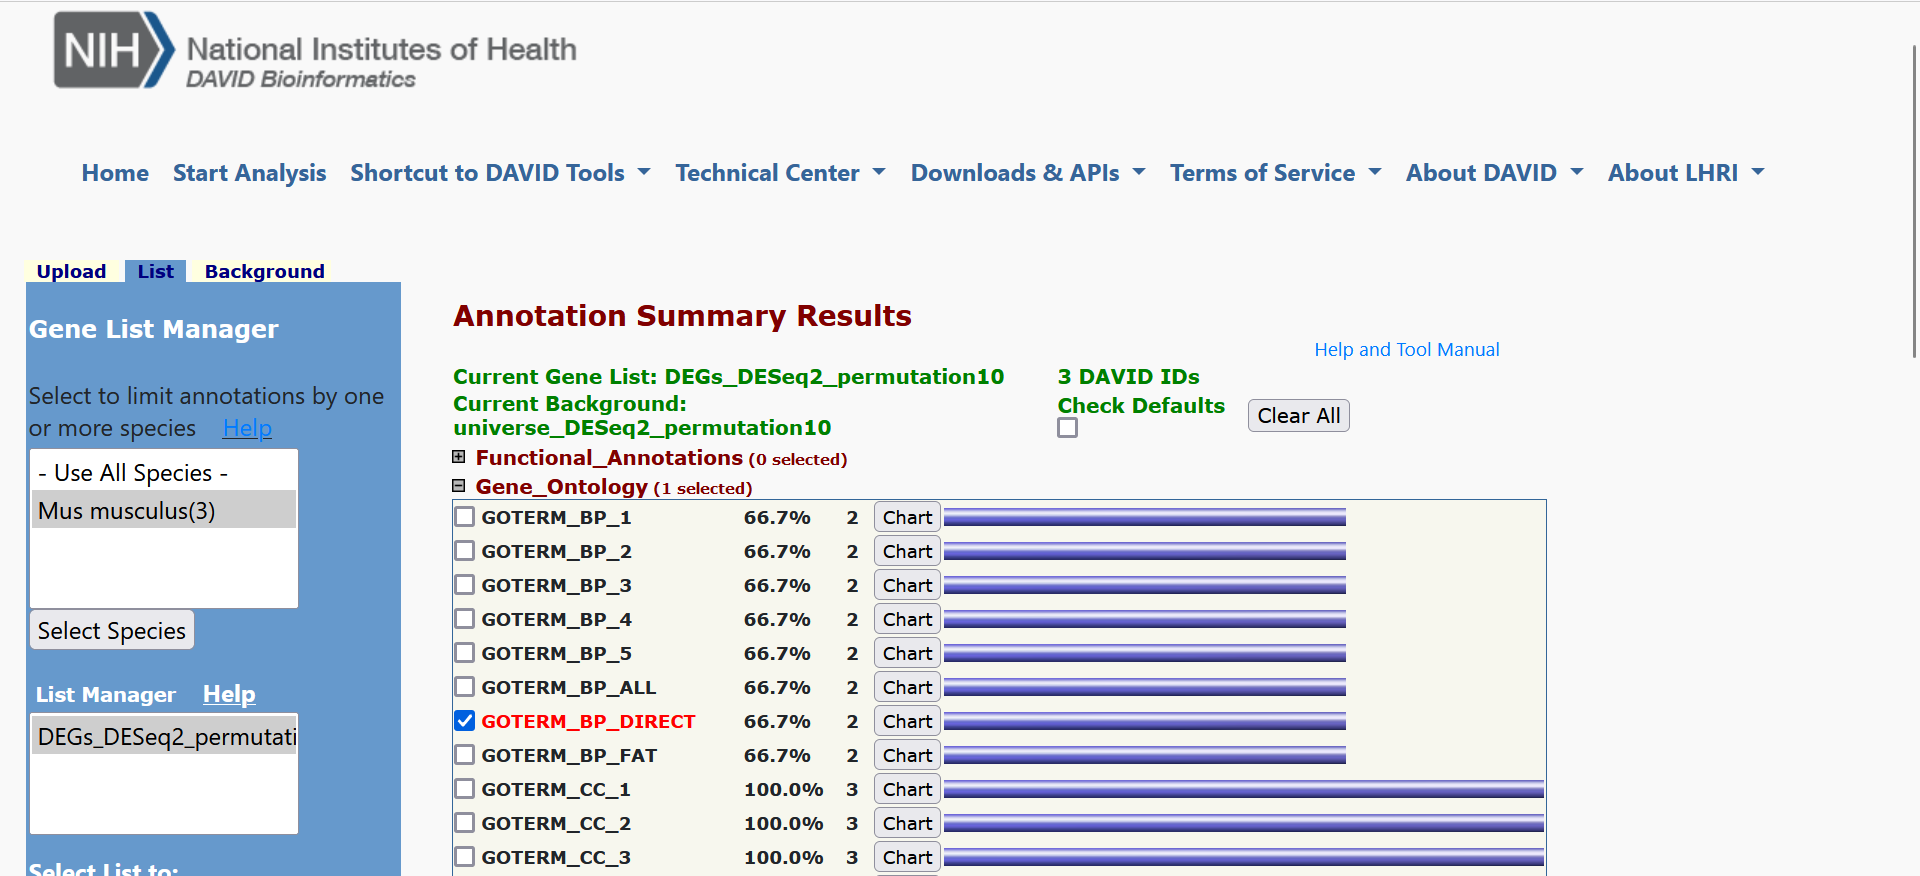 NIH National Institutes of Health
DAVID Bioinformatics
Home Start Analysis Shortcut to DAVID Tools Technical Center Downloads & APIs Terms of Service About DAVID About LHRI
Upload List Background
Gene List Manager
Select to limit annotations by one
or more species Help
- Use All Species -
Mus musculus(3)
Select Species
List Manager Help
DEGs_DESeq2_permutati
Select List to:
Annotation Summary Results
Help and Tool Manual
Current Gene List: DEGs_DESeq2_permutation10
Current Background:
universe_DESeq2_permutation10
3 DAVID IDs
Check Defaults
Clear All
Functional_Annotations (0 selected)
Gene_Ontology (1 selected)
GOTERM_BP_1 66.7% 2 Chart
GOTERM_BP_2 66.7% 2 Chart
GOTERM_BP_3 66.7% 2 Chart
GOTERM_BP_4 66.7% 2 Chart
GOTERM_BP_5 66.7% 2 Chart
GOTERM_BP_ALL 66.7% 2 Chart
GOTERM_BP_DIRECT 66.7% 2 Chart
GOTERM_BP_FAT 66.7% 2 Chart
GOTERM_CC_1 100.0% 3 Chart
GOTERM_CC_2 100.0% 3 Chart
GOTERM_CC_3 100.0% 3 Chart